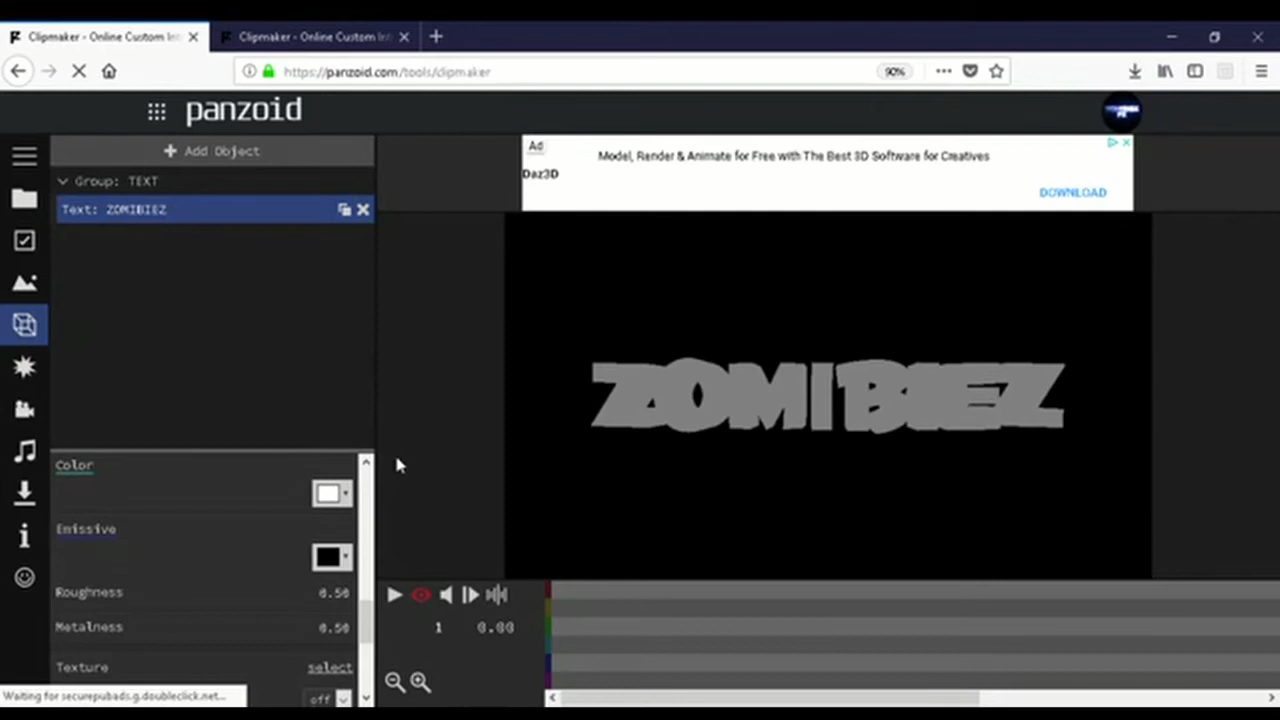 Clipmaker - Online Custom Int
Clipmaker - Online Custom Int
https://panzoid.com/tools/clipmaker
90%
panzoid
Add Object
Group: TEXT
Text: ZOMIBIEZ
Ad
Model, Render & Animate for Free with The Best 3D Software for Creatives
Daz3D
DOWNLOAD
ZOMIBIEZ
Color
Emissive
Roughness 0.50
Metalness 0.50
Texture select
off
1 0.00
Waiting for securepubads.g.doubleclick.net...